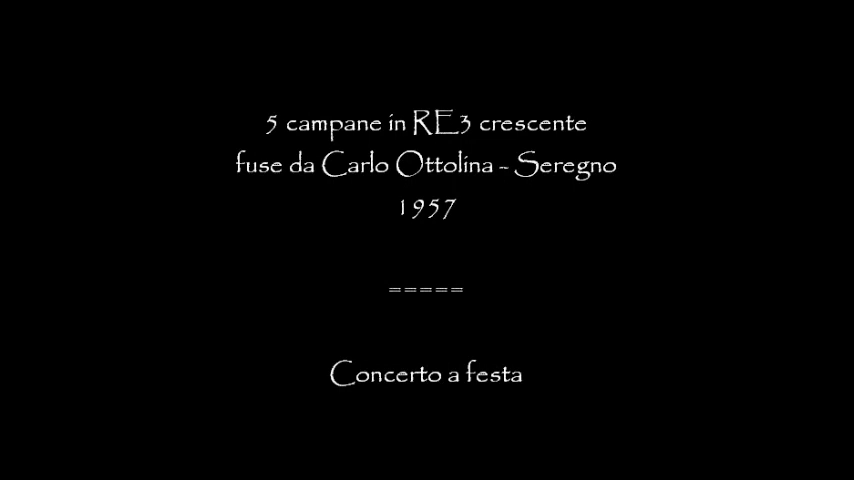 5 campane in RE3 crescente
fuse da Carlo Ottolina - Seregno
1957
=====
Concerto a festa